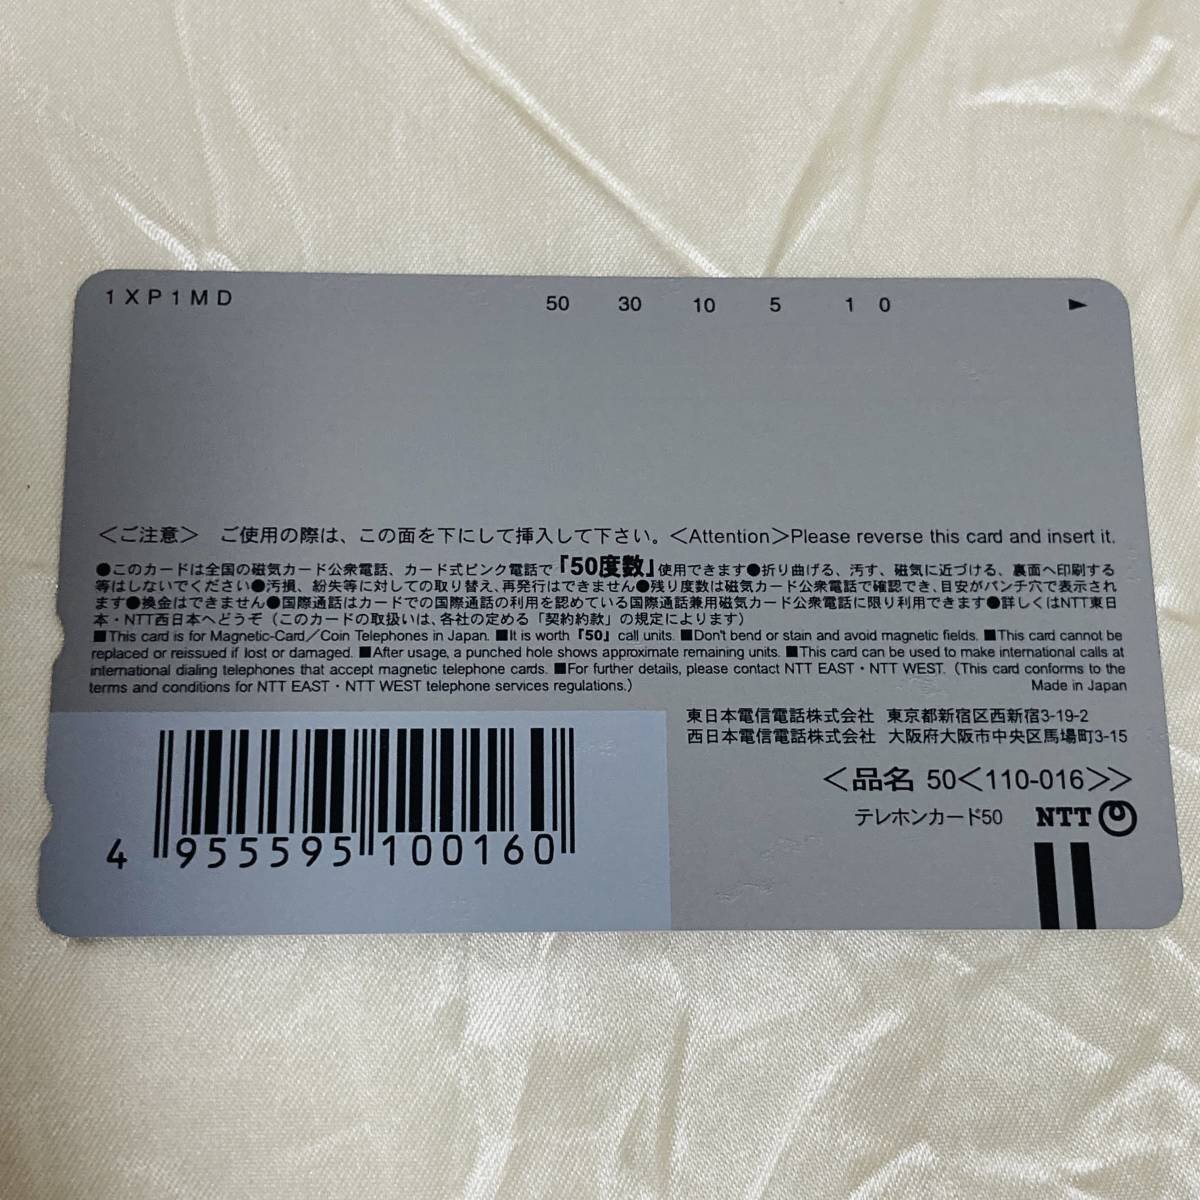 1XP1MD
50 30 10 5 1 0 ►
＜ご注意＞ ご使用の際は、この面を下にして挿入して下さい。＜Attention＞Please reverse this card and insert it.
●このカードは全国の磁気カード公衆電話、カード式ピンク電話で『50度数』使用できます●折り曲げる、汚す、磁気に近づける、裏面へ印刷する
等はしないでください●汚損、紛失等に対しての取り替え、再発行はできません●残り度数は磁気カード公衆電話で確認でき、目安がパンチ穴で表示され
ます●換金はできません●国際通話はカードでの国際通話の利用を認めている国際通話兼用磁気カード公衆電話に限り利用できます●詳しくはNTT東日
本・NTT西日本へどうぞ（このカードの取扱いは、各社の定める「契約約款」の規定によります）
■This card is for Magnetic-Card／Coin Telephones in Japan. ■It is worth『50』call units. ■Don't bend or stain and avoid magnetic fields. ■This card cannot be
replaced or reissued if lost or damaged. ■After usage, a punched hole shows approximate remaining units. ■This card can be used to make international calls at
international dialing telephones that accept magnetic telephone cards. ■For further details, please contact NTT EAST・NTT WEST. (This card conforms to the
terms and conditions for NTT EAST・NTT WEST telephone services regulations.) Made in Japan
東日本電信電話株式会社 東京都新宿区西新宿3-19-2
西日本電信電話株式会社 大阪府大阪市中央区馬場町3-15
＜品名 50＜110-016＞＞
テレホンカード50 NTT
4 955595 100160